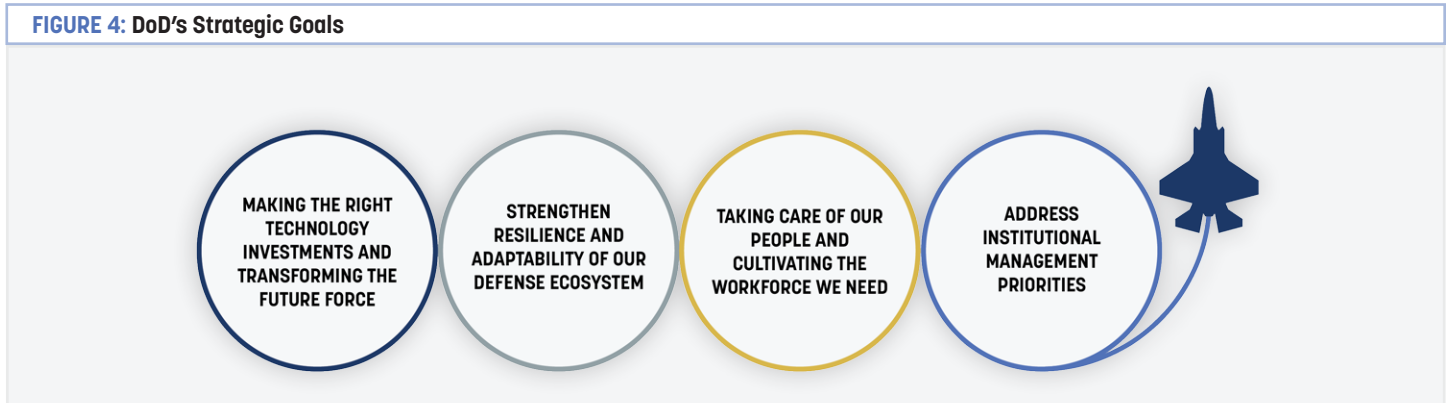 FIGURE 4: DoD's Strategic Goals
MAKING THE RIGHT
TECHNOLOGY
INVESTMENTS AND
TRANSFORMING THE
FUTURE FORCE
STRENGTHEN
RESILIENCE AND
ADAPTABILITY OF OUR
DEFENSE ECOSYSTEM
TAKING CARE OF OUR
PEOPLE AND
CULTIVATING THE
WORKFORCE WE NEED
ADDRESS
INSTITUTIONAL
MANAGEMENT
PRIORITIES